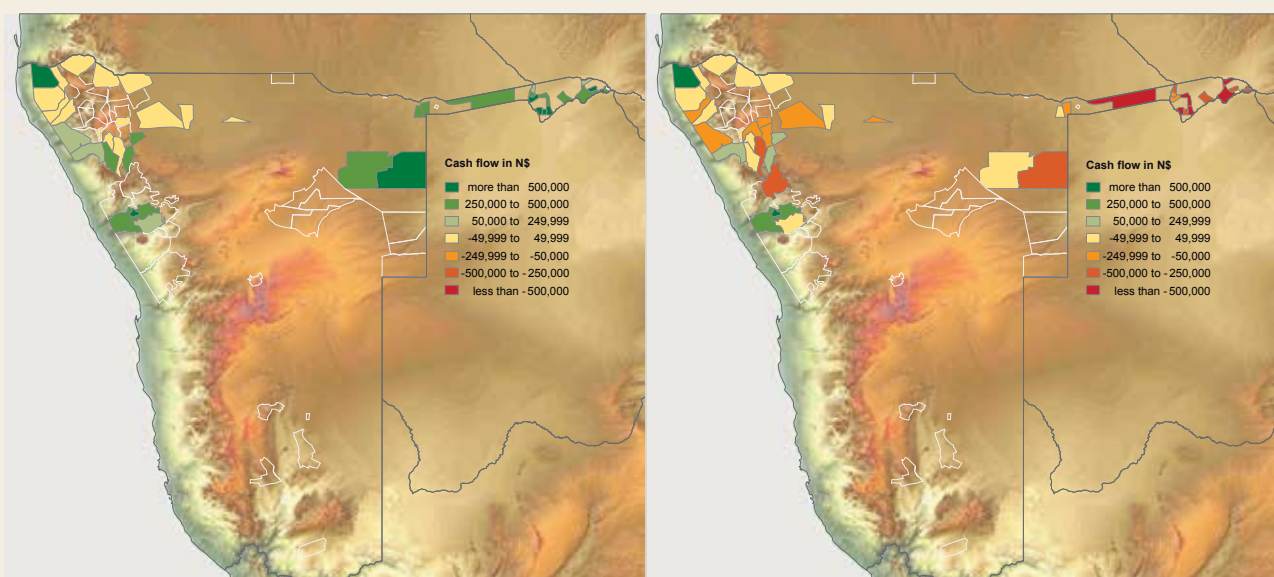 Cash flow in N$
more than 500,000
250,000 to 500,000
50,000 to 249,999
-49,999 to 49,999
-249,999 to -50,000
-500,000 to -250,000
less than -500,000
Cash flow in N$
more than 500,000
250,000 to 500,000
50,000 to 249,999
-49,999 to 49,999
-249,999 to -50,000
-500,000 to -250,000
less than -500,000